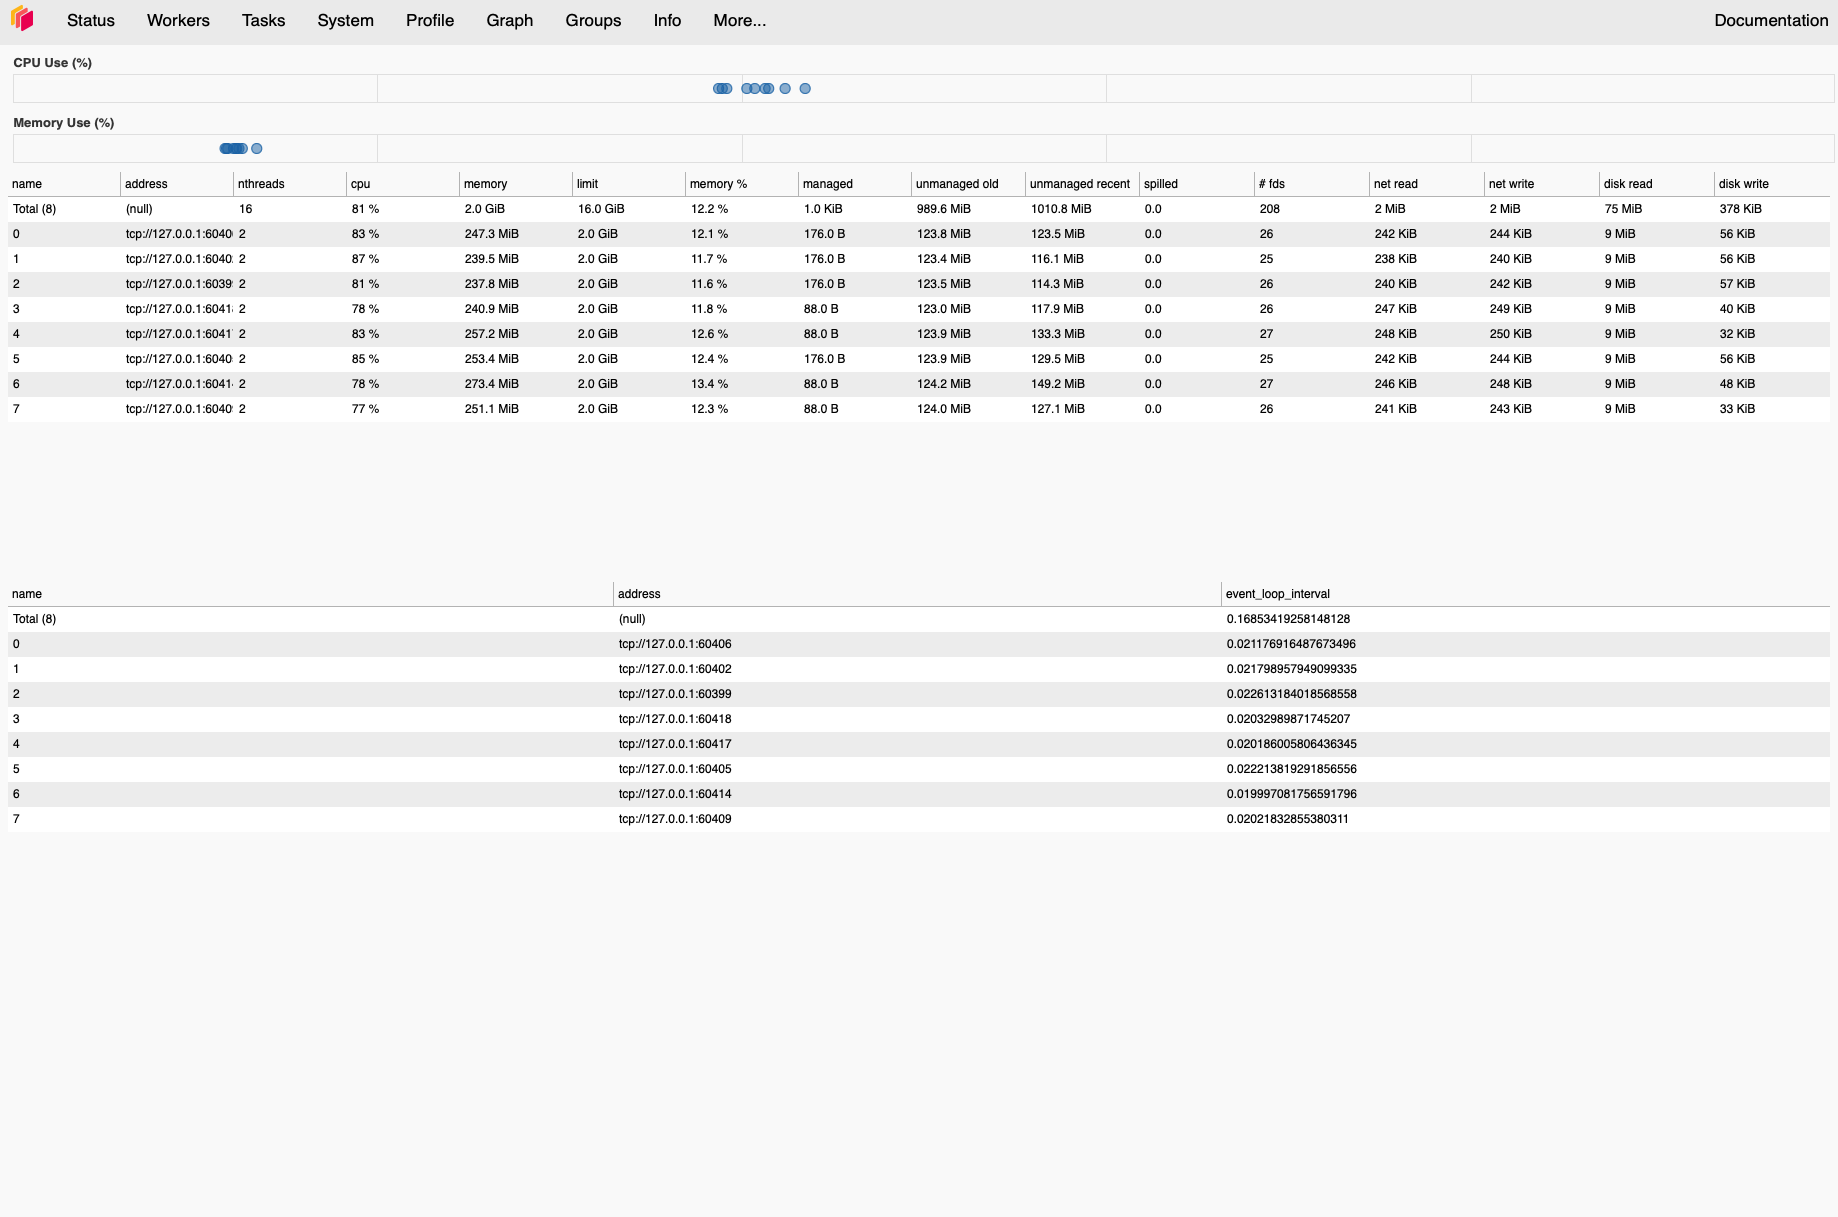 Status Workers Tasks System Profile Graph Groups Info More... Documentation
CPU Use (%)
Memory Use (%)
name address nthreads cpu memory limit memory % managed unmanaged old unmanaged recent spilled # fds net read net write disk read disk write
Total (8) (null) 16 81 % 2.0 GiB 16.0 GiB 12.2 % 1.0 KiB 989.6 MiB 1010.8 MiB 0.0 208 2 MiB 2 MiB 75 MiB 378 KiB
0 tcp://127.0.0.1:6040 2 83 % 247.3 MiB 2.0 GiB 12.1 % 176.0 B 123.8 MiB 123.5 MiB 0.0 26 242 KiB 244 KiB 9 MiB 56 KiB
1 tcp://127.0.0.1:6040 2 87 % 239.5 MiB 2.0 GiB 11.7 % 176.0 B 123.4 MiB 116.1 MiB 0.0 25 238 KiB 240 KiB 9 MiB 56 KiB
2 tcp://127.0.0.1:6039 2 81 % 237.8 MiB 2.0 GiB 11.6 % 176.0 B 123.5 MiB 114.3 MiB 0.0 26 240 KiB 242 KiB 9 MiB 57 KiB
3 tcp://127.0.0.1:6041 2 78 % 240.9 MiB 2.0 GiB 11.8 % 88.0 B 123.0 MiB 117.9 MiB 0.0 26 247 KiB 249 KiB 9 MiB 40 KiB
4 tcp://127.0.0.1:6041 2 83 % 257.2 MiB 2.0 GiB 12.6 % 88.0 B 123.9 MiB 133.3 MiB 0.0 27 248 KiB 250 KiB 9 MiB 32 KiB
5 tcp://127.0.0.1:6040 2 85 % 253.4 MiB 2.0 GiB 12.4 % 176.0 B 123.9 MiB 129.5 MiB 0.0 25 242 KiB 244 KiB 9 MiB 56 KiB
6 tcp://127.0.0.1:6041 2 78 % 273.4 MiB 2.0 GiB 13.4 % 88.0 B 124.2 MiB 149.2 MiB 0.0 27 246 KiB 248 KiB 9 MiB 48 KiB
7 tcp://127.0.0.1:6040 2 77 % 251.1 MiB 2.0 GiB 12.3 % 88.0 B 124.0 MiB 127.1 MiB 0.0 26 241 KiB 243 KiB 9 MiB 33 KiB
name address event_loop_interval
Total (8) (null) 0.16853419258148128
0 tcp://127.0.0.1:60406 0.021176916487673496
1 tcp://127.0.0.1:60402 0.021798957949099335
2 tcp://127.0.0.1:60399 0.022613184018568558
3 tcp://127.0.0.1:60418 0.02032989871745207
4 tcp://127.0.0.1:60417 0.020186005806436345
5 tcp://127.0.0.1:60405 0.022213819291856556
6 tcp://127.0.0.1:60414 0.019997081756591796
7 tcp://127.0.0.1:60409 0.02021832855380311